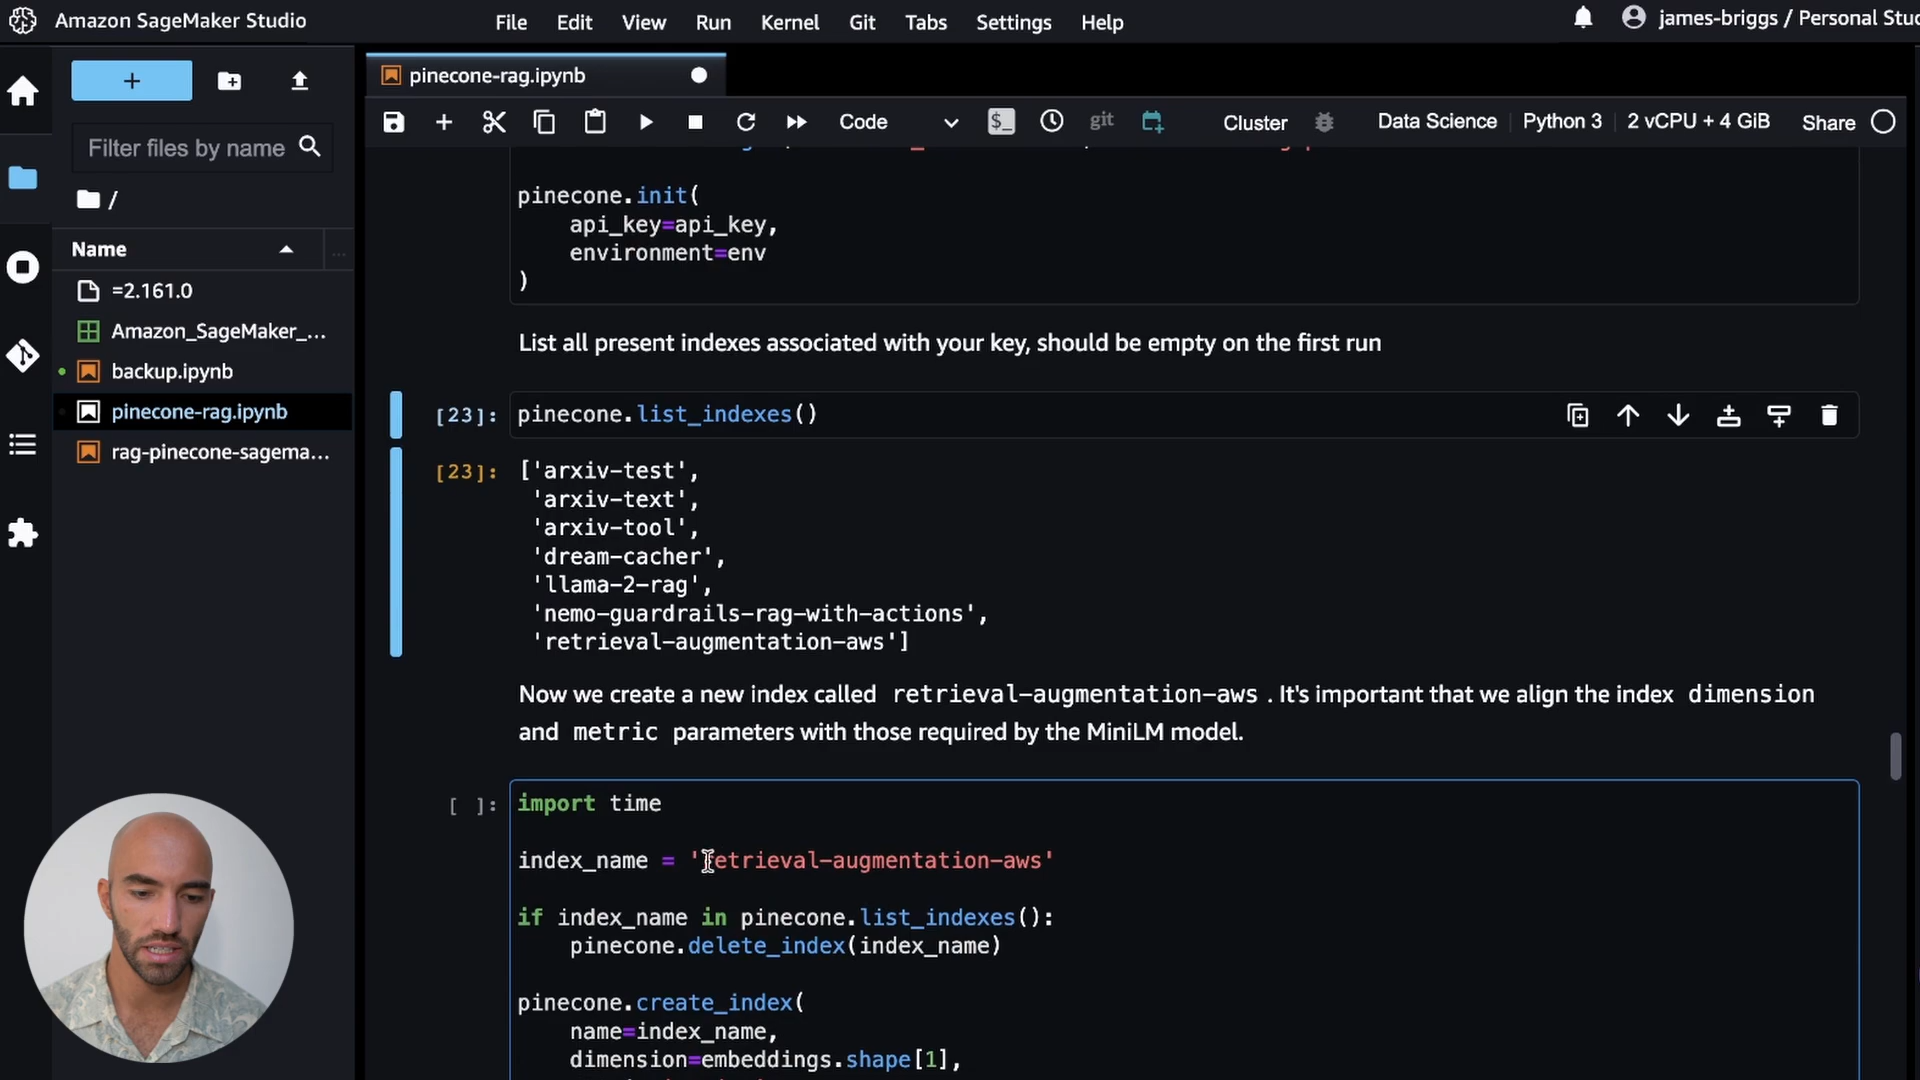 Amazon SageMaker Studio
File Edit View Run Kernel Git Tabs Settings Help
james-briggs / Personal Stu
+
pinecone-rag.ipynb
Filter files by name
Code
$_
git
Cluster
Data Science
Python 3
2 vCPU + 4 GiB
Share
/
Name
...
=2.161.0
Amazon_SageMaker_...
backup.ipynb
pinecone-rag.ipynb
rag-pinecone-sagema...
pinecone.init(
    api_key=api_key,
    environment=env
)
List all present indexes associated with your key, should be empty on the first run
[23]: pinecone.list_indexes()
[23]: ['arxiv-test',
 'arxiv-text',
 'arxiv-tool',
 'dream-cacher',
 'llama-2-rag',
 'nemo-guardrails-rag-with-actions',
 'retrieval-augmentation-aws']
Now we create a new index called retrieval-augmentation-aws . It's important that we align the index dimension
and metric parameters with those required by the MiniLM model.
[ ]: import time
index_name = 'retrieval-augmentation-aws'
if index_name in pinecone.list_indexes():
    pinecone.delete_index(index_name)
pinecone.create_index(
    name=index_name,
    dimension=embeddings.shape[1],